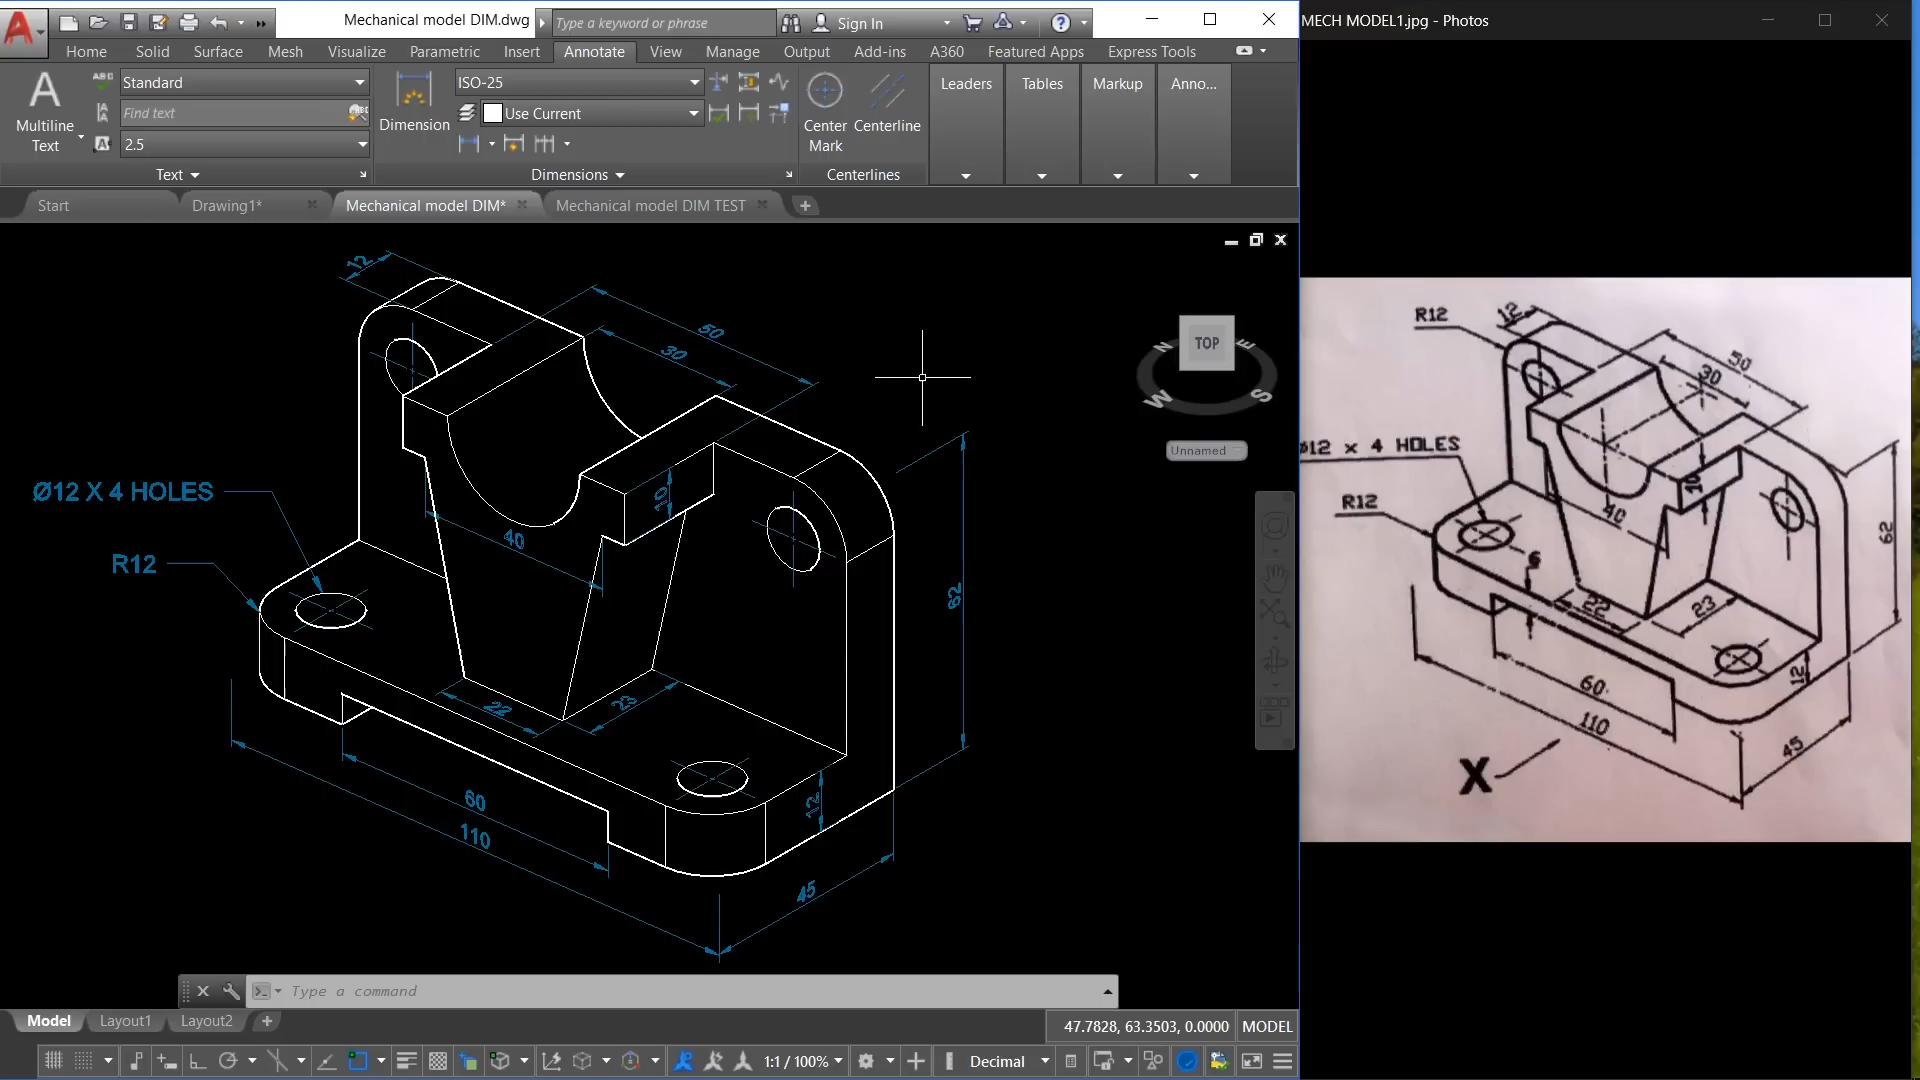 Mechanical model DIM.dwg
Type a keyword or phrase
Sign In
MECH MODEL1.jpg - Photos
Home Solid Surface Mesh Visualize Parametric Insert Annotate View Manage Output Add-ins A360 Featured Apps Express Tools
A
Multiline
Text
Standard
Find text
2.5
Text
Dimension
ISO-25
Use Current
Dimensions
Center
Mark
Centerline
Centerlines
Leaders
Tables
Markup
Anno...
Start
Drawing1*
Mechanical model DIM*
Mechanical model DIM TEST
12
50
30
Ø12 X 4 HOLES
R12
10
40
62
22
23
60
110
12
45
TOP
N
E
W
S
Unnamed
R12
12
50
30
Ø12 x 4 HOLES
R12
10
40
62
6
22
23
12
60
110
45
X
Type a command
Model
Layout1
Layout2
47.7828, 63.3503, 0.0000
MODEL
1:1 / 100%
Decimal